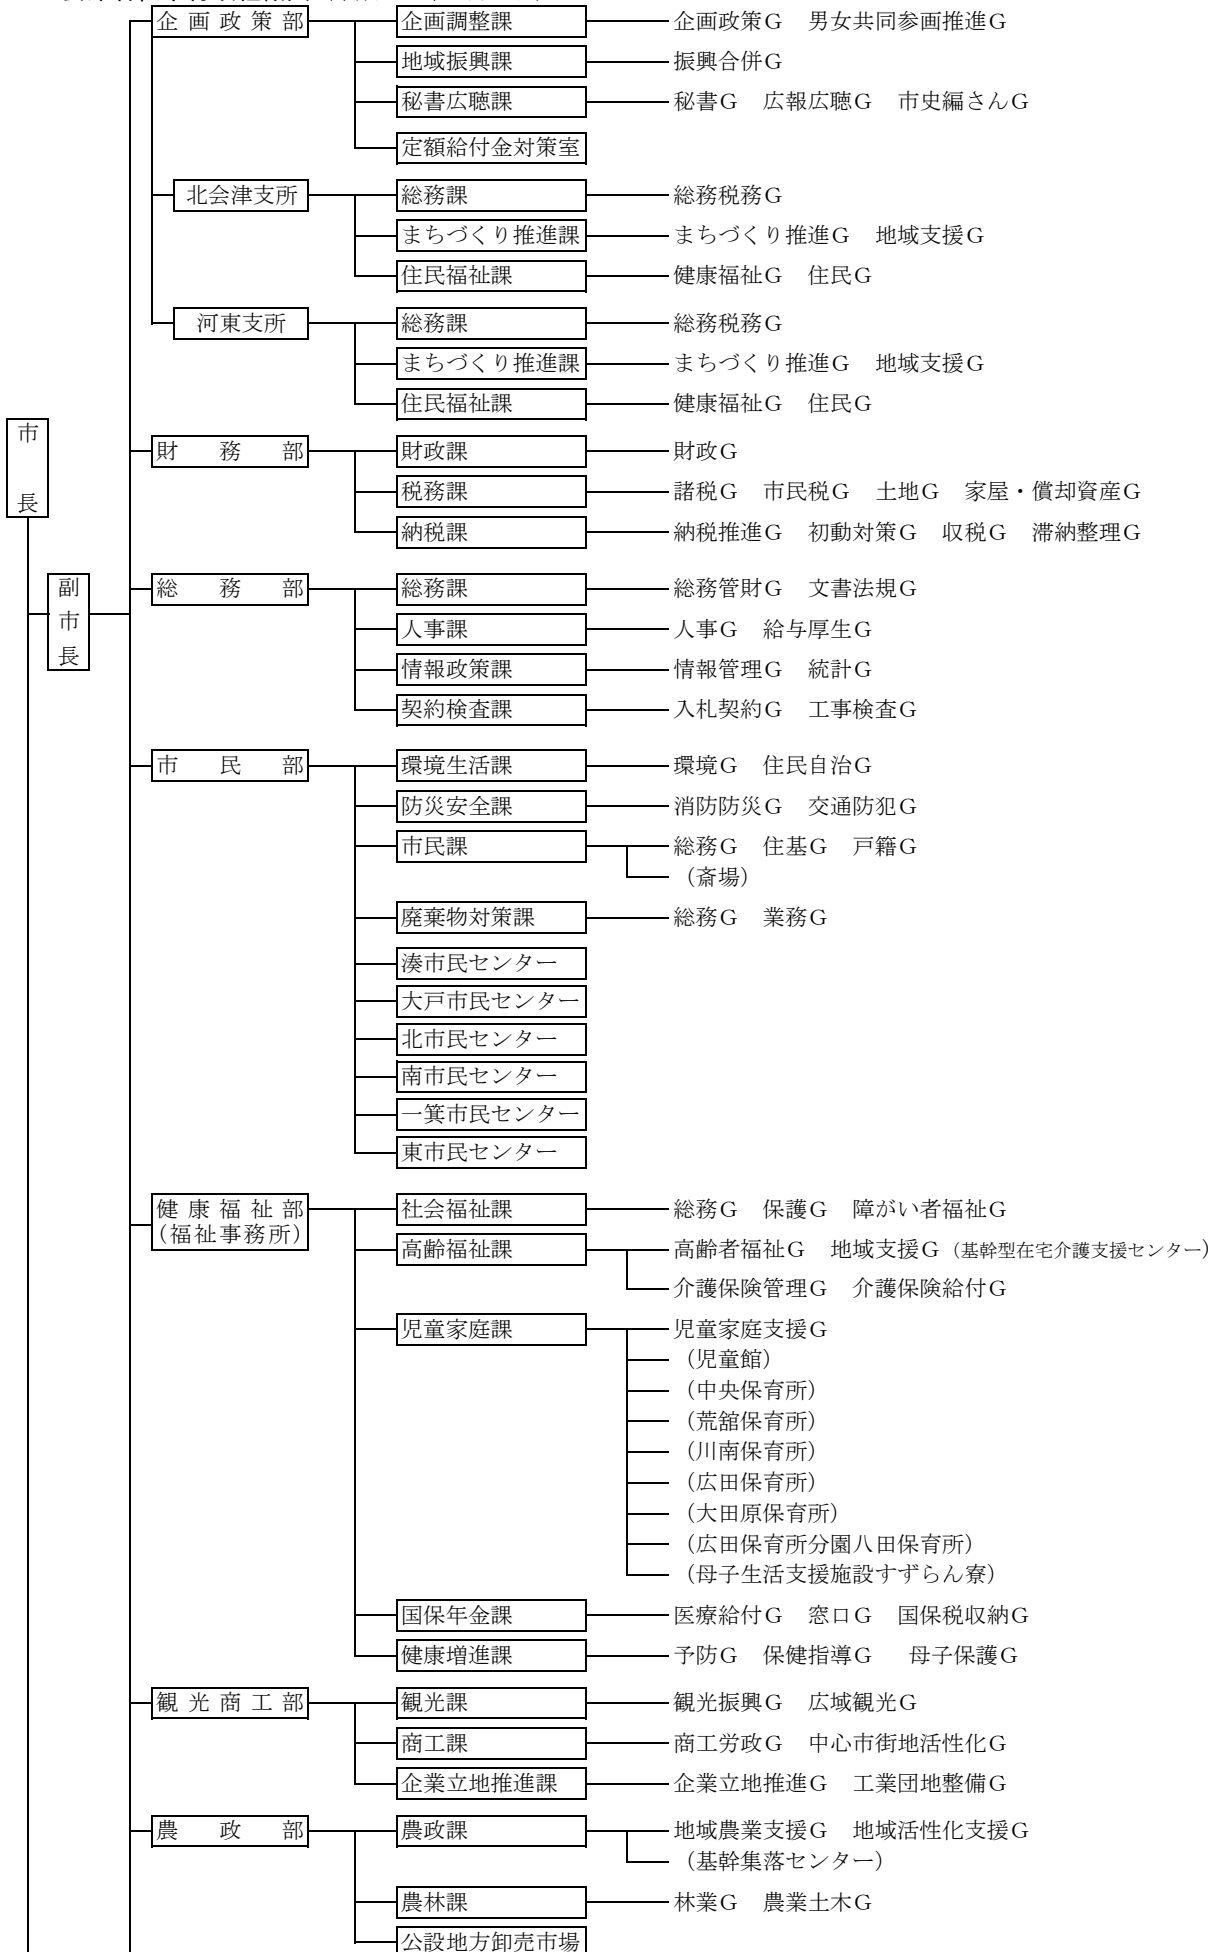 企画政策部 企画調整課 企画政策G 男女共同参画推進G
地域振興課 振興合併G
秘書広聴課 秘書G 広報広聴G 市史編さんG
定額給付金対策室
北会津支所 総務課 総務税務G
まちづくり推進課 まちづくり推進G 地域支援G
住民福祉課 健康福祉G 住民G
河東支所 総務課 総務税務G
まちづくり推進課 まちづくり推進G 地域支援G
住民福祉課 健康福祉G 住民G
市長
財務部 財政課 財政G
税務課 諸税G 市民税G 土地G 家屋・償却資産G
納税課 納税推進G 初動対策G 収税G 滞納整理G
副市長
総務部 総務課 総務管財G 文書法規G
人事課 人事G 給与厚生G
情報政策課 情報管理G 統計G
契約検査課 入札契約G 工事検査G
市民部 環境生活課 環境G 住民自治G
防災安全課 消防防災G 交通防犯G
市民課 総務G 住基G 戸籍G
（斎場）
廃棄物対策課 総務G 業務G
湊市民センター
大戸市民センター
北市民センター
南市民センター
一箕市民センター
東市民センター
健康福祉部 社会福祉課 総務G 保護G 障がい者福祉G
（福祉事務所）
高齢福祉課 高齢者福祉G 地域支援G（基幹型在宅介護支援センター）
介護保険管理G 介護保険給付G
児童家庭課 児童家庭支援G
（児童館）
（中央保育所）
（荒舘保育所）
（川南保育所）
（広田保育所）
（大田原保育所）
（広田保育所分園八田保育所）
（母子生活支援施設すずらん寮）
国保年金課 医療給付G 窓口G 国保税収納G
健康増進課 予防G 保健指導G 母子保護G
観光商工部 観光課 観光振興G 広域観光G
商工課 商工労政G 中心市街地活性化G
企業立地推進課 企業立地推進G 工業団地整備G
農政部 農政課 地域農業支援G 地域活性化支援G
（基幹集落センター）
農林課 林業G 農業土木G
公設地方卸売市場